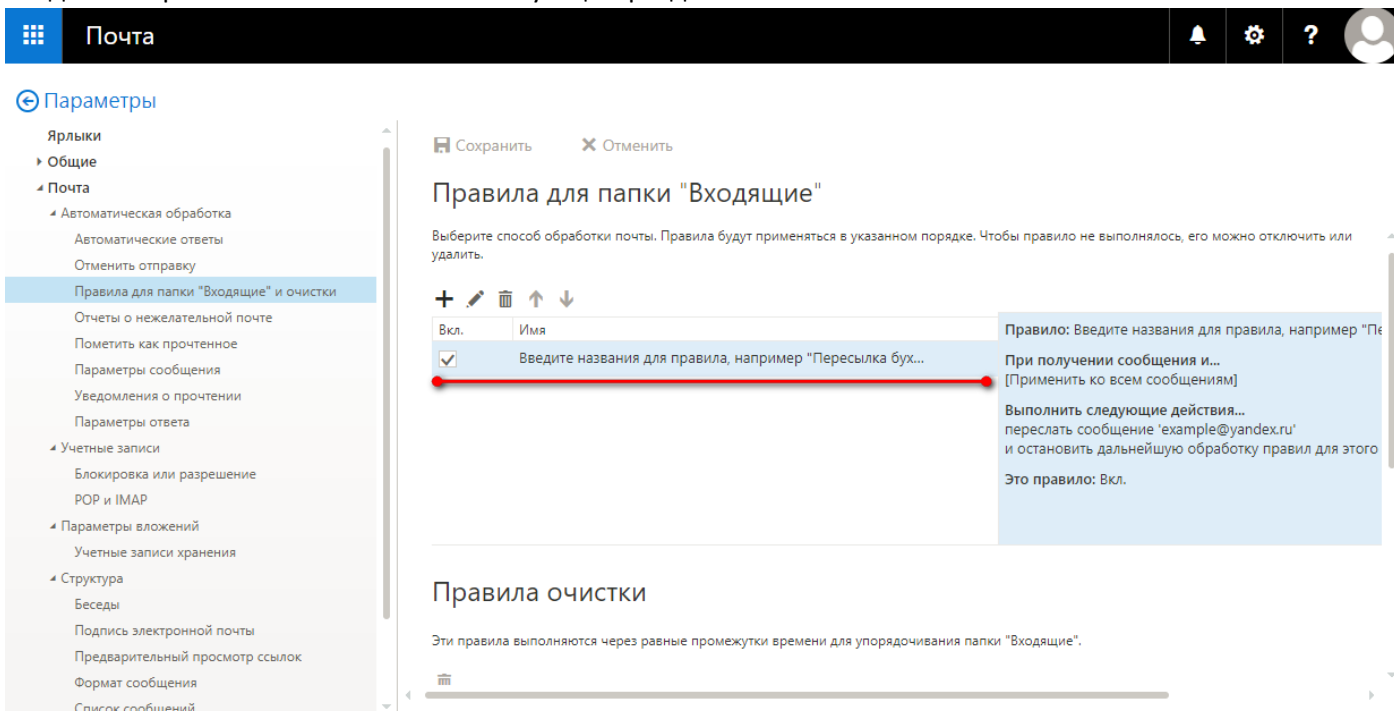 Почта
?
Параметры
Ярлыки
Общие
Почта
Автоматическая обработка
Автоматические ответы
Отменить отправку
Правила для папки "Входящие" и очистки
Отчеты о нежелательной почте
Пометить как прочтенное
Параметры сообщения
Уведомления о прочтении
Параметры ответа
Учетные записи
Блокировка или разрешение
POP и IMAP
Параметры вложений
Учетные записи хранения
Структура
Беседы
Подпись электронной почты
Предварительный просмотр ссылок
Формат сообщения
Список сообщений
Сохранить Отменить
Правила для папки "Входящие"
Выберите способ обработки почты. Правила будут применяться в указанном порядке. Чтобы правило не выполнялось, его можно отключить или
удалить.
Вкл. Имя
Введите названия для правила, например "Пересылка бух...
Правило: Введите названия для правила, например "Пе
При получении сообщения и...
[Применить ко всем сообщениям]
Выполнить следующие действия...
переслать сообщение 'example@yandex.ru'
и остановить дальнейшую обработку правил для этого
Это правило: Вкл.
Правила очистки
Эти правила выполняются через равные промежутки времени для упорядочивания папки "Входящие".